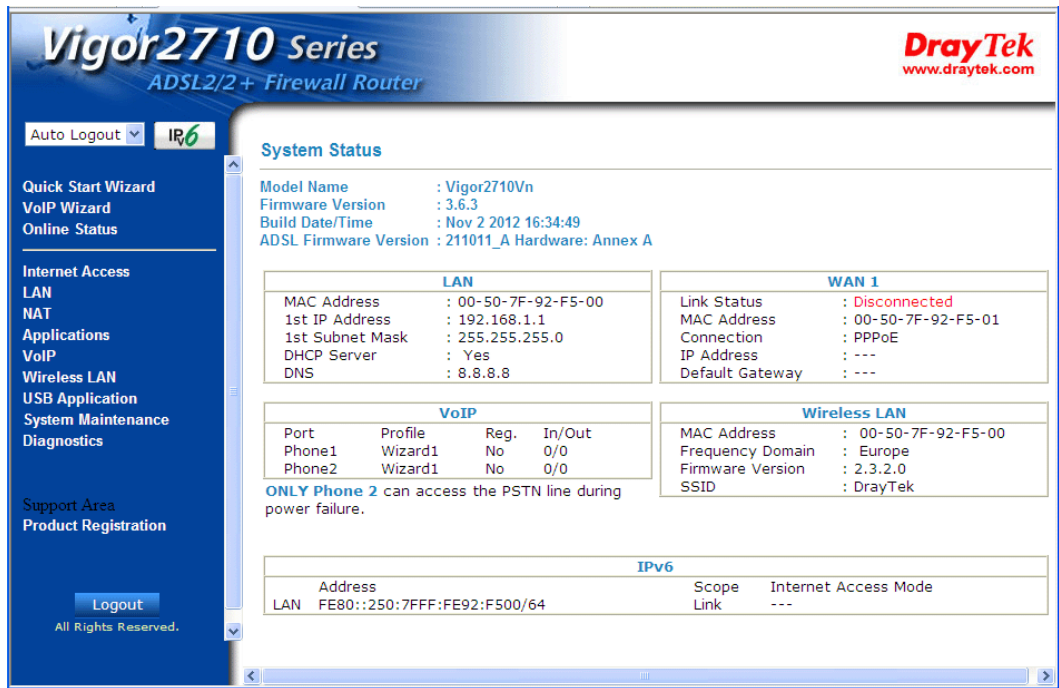 Vigor2710 Series
ADSL2/2+ Firewall Router
DrayTek
www.draytek.com
Auto Logout
IPv6
Quick Start Wizard
VoIP Wizard
Online Status
Internet Access
LAN
NAT
Applications
VoIP
Wireless LAN
USB Application
System Maintenance
Diagnostics
Support Area
Product Registration
Logout
All Rights Reserved.
System Status
Model Name : Vigor2710Vn
Firmware Version : 3.6.3
Build Date/Time : Nov 2 2012 16:34:49
ADSL Firmware Version : 211011_A Hardware: Annex A
LAN
MAC Address : 00-50-7F-92-F5-00
1st IP Address : 192.168.1.1
1st Subnet Mask : 255.255.255.0
DHCP Server : Yes
DNS : 8.8.8.8
WAN 1
Link Status : Disconnected
MAC Address : 00-50-7F-92-F5-01
Connection : PPPoE
IP Address : ---
Default Gateway : ---
VoIP
Port Profile Reg. In/Out
Phone1 Wizard1 No 0/0
Phone2 Wizard1 No 0/0
ONLY Phone 2 can access the PSTN line during
power failure.
Wireless LAN
MAC Address : 00-50-7F-92-F5-00
Frequency Domain : Europe
Firmware Version : 2.3.2.0
SSID : DrayTek
IPv6
Address Scope Internet Access Mode
LAN FE80::250:7FFF:FE92:F500/64 Link ---